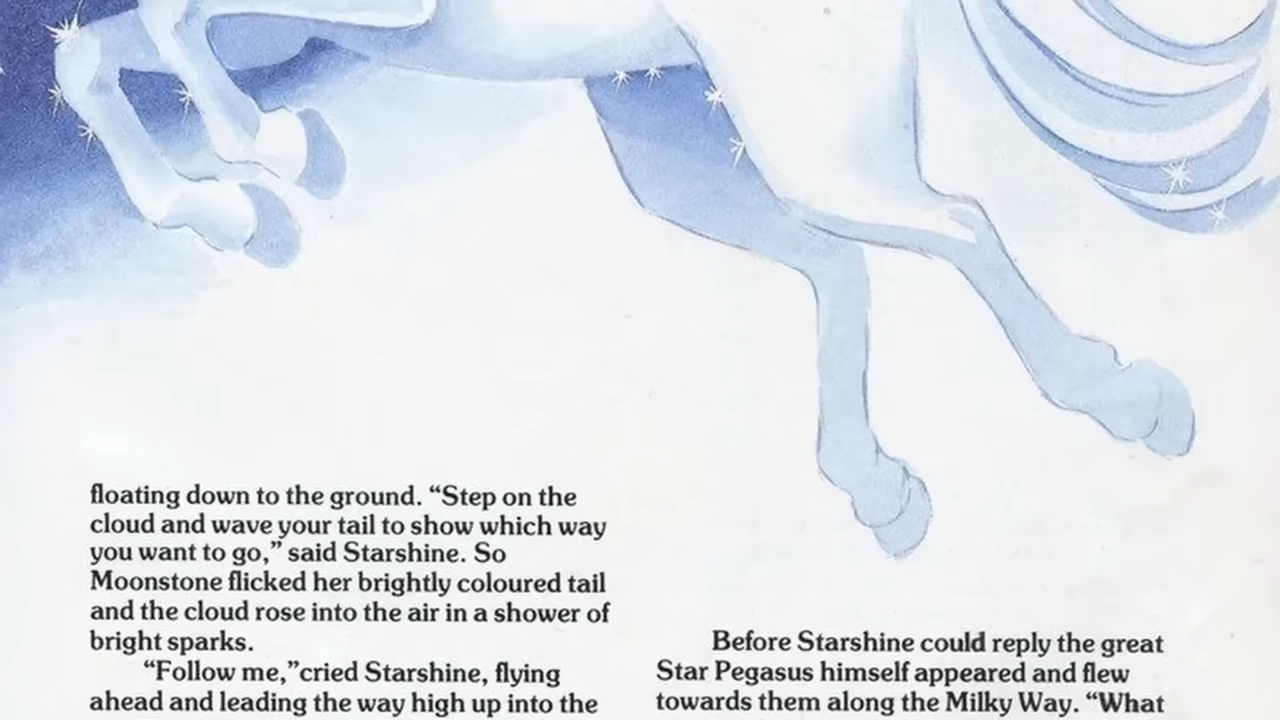 floating down to the ground. “Step on the
cloud and wave your tail to show which way
you want to go,” said Starshine. So
Moonstone flicked her brightly coloured tail
and the cloud rose into the air in a shower of
bright sparks.
“Follow me,”cried Starshine, flying
ahead and leading the way high up into the
Before Starshine could reply the great
Star Pegasus himself appeared and flew
towards them along the Milky Way. “What